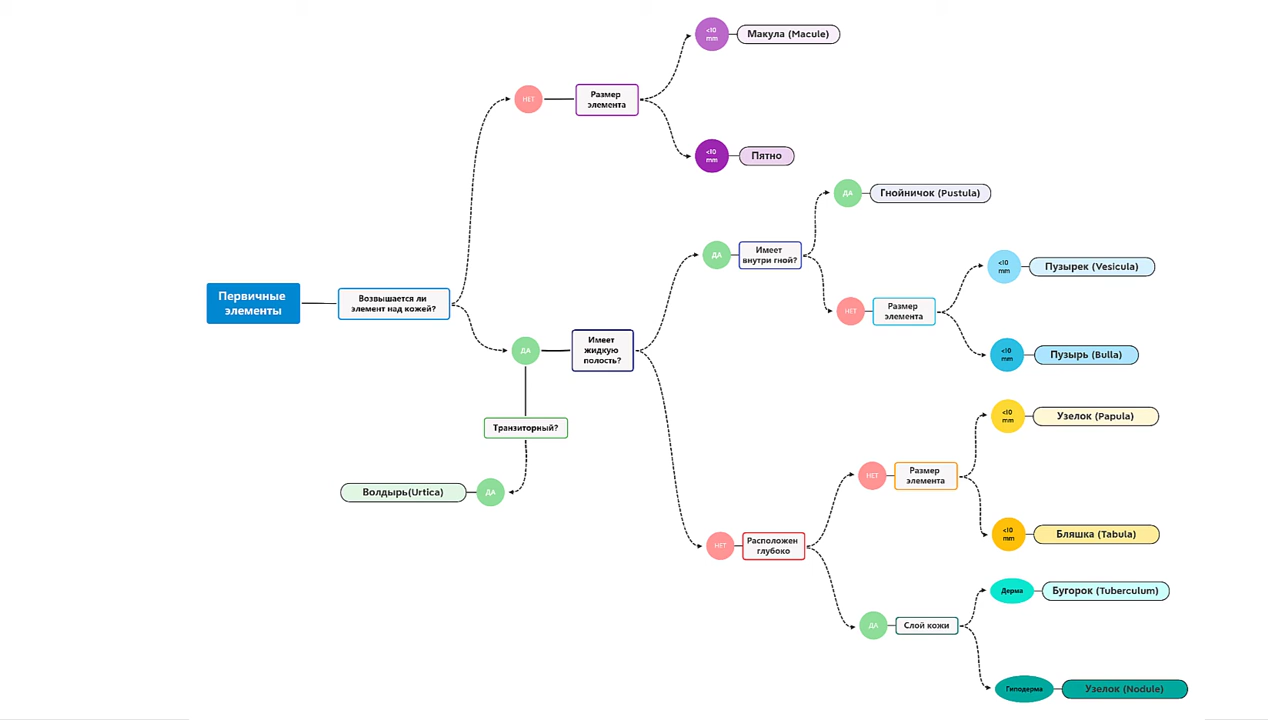 <10
mm
Макула (Macule)
НЕТ
Размер
элемента
<10
mm
Пятно
ДА
Гнойничок (Pustula)
ДА
Имеет
внутри гной?
<10
mm
Пузырек (Vesicula)
НЕТ
Размер
элемента
Первичные
элементы
Возвышается ли
элемент над кожей?
ДА
Имеет
жидкую
полость?
<10
mm
Пузырь (Bulla)
<10
mm
Узелок (Papula)
Транзиторный?
НЕТ
Размер
элемента
Волдырь(Urtica)
ДА
<10
mm
Бляшка (Tabula)
НЕТ
Расположен
глубоко
Дерма
Бугорок (Tuberculum)
ДА
Слой кожи
Гиподерма
Узелок (Nodule)